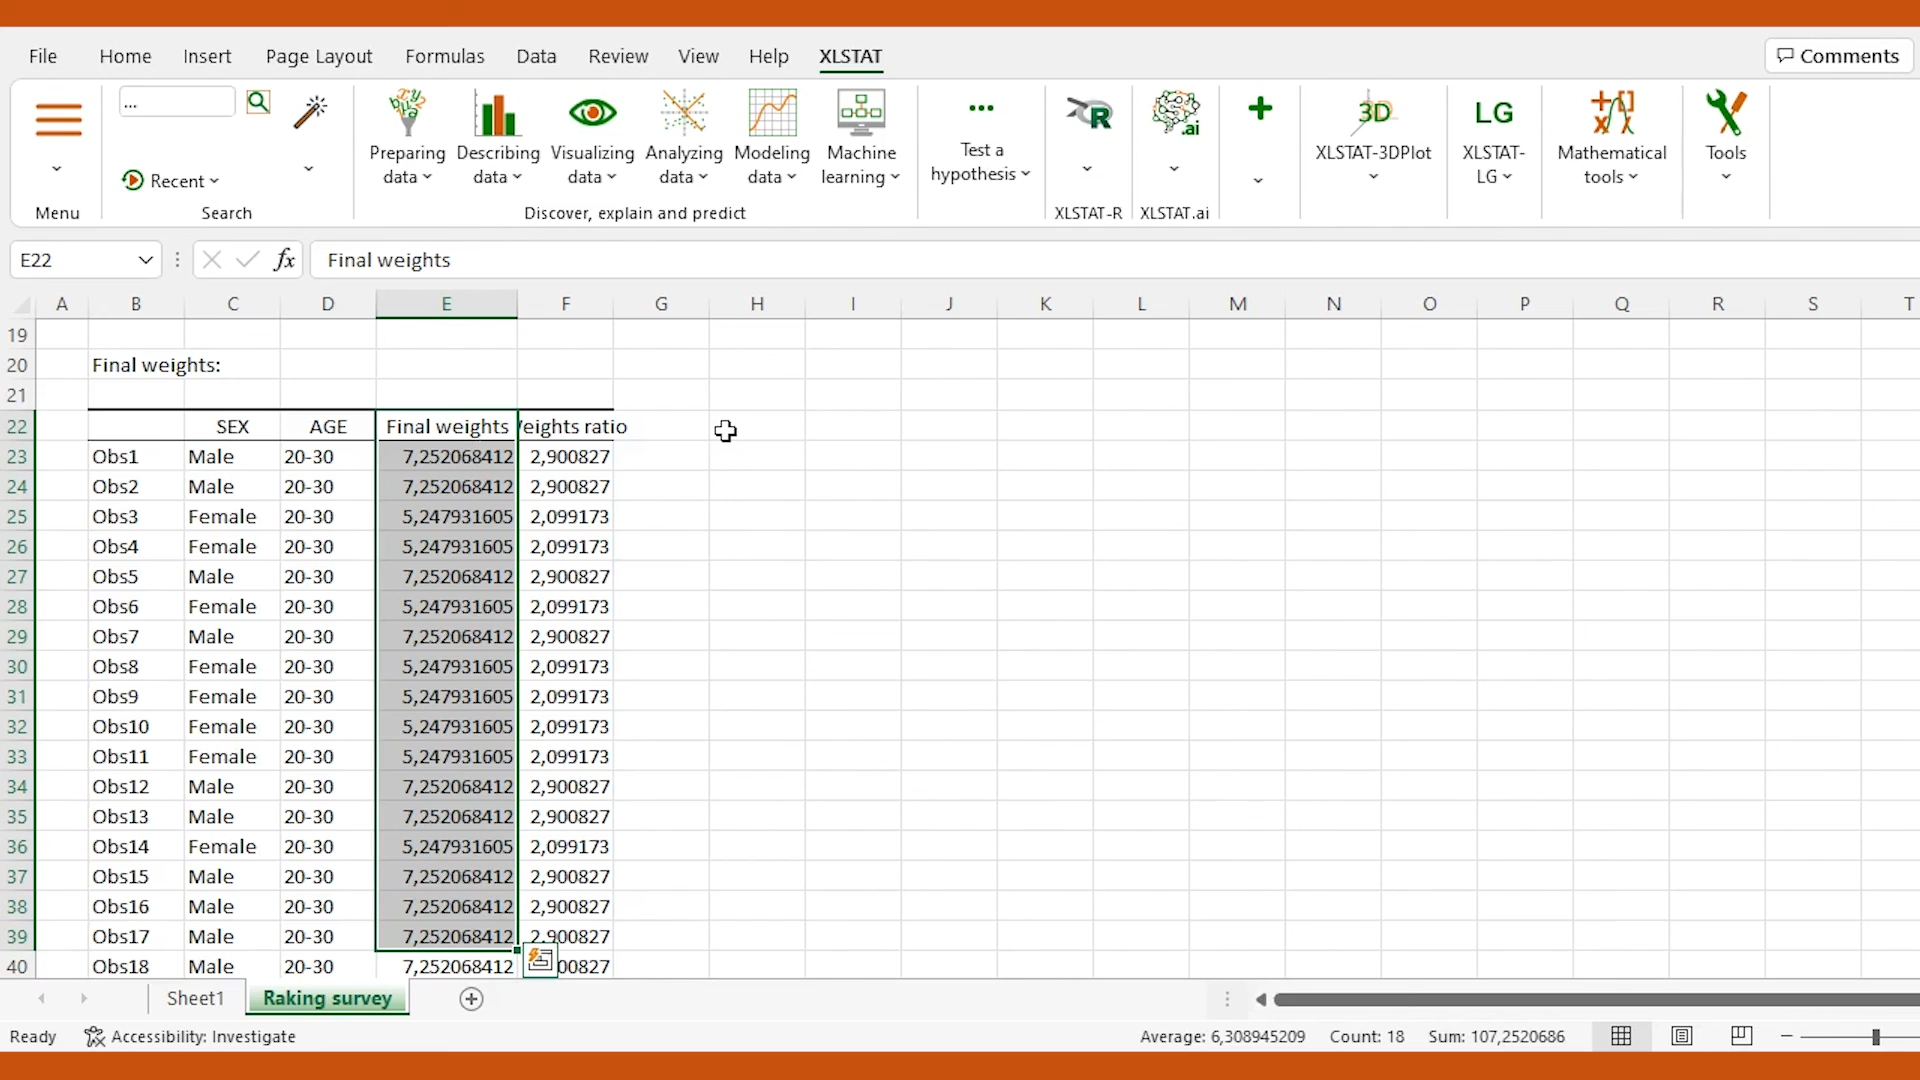 File Home Insert Page Layout Formulas Data Review View Help XLSTAT Comments
...
Recent
Preparing data
Describing data
Visualizing data
Analyzing data
Modeling data
Machine learning
Test a hypothesis
.ai
3D
XLSTAT-3DPlot
LG
XLSTAT-LG
Mathematical tools
Tools
Menu Search Discover, explain and predict XLSTAT-R XLSTAT.ai
E22 fx Final weights
A B C D E F G H I J K L M N O P Q R S T
19
20 Final weights:
21
22 SEX AGE Final weights Weights ratio
23 Obs1 Male 20-30 7,252068412 2,900827
24 Obs2 Male 20-30 7,252068412 2,900827
25 Obs3 Female 20-30 5,247931605 2,099173
26 Obs4 Female 20-30 5,247931605 2,099173
27 Obs5 Male 20-30 7,252068412 2,900827
28 Obs6 Female 20-30 5,247931605 2,099173
29 Obs7 Male 20-30 7,252068412 2,900827
30 Obs8 Female 20-30 5,247931605 2,099173
31 Obs9 Female 20-30 5,247931605 2,099173
32 Obs10 Female 20-30 5,247931605 2,099173
33 Obs11 Female 20-30 5,247931605 2,099173
34 Obs12 Male 20-30 7,252068412 2,900827
35 Obs13 Male 20-30 7,252068412 2,900827
36 Obs14 Female 20-30 5,247931605 2,099173
37 Obs15 Male 20-30 7,252068412 2,900827
38 Obs16 Male 20-30 7,252068412 2,900827
39 Obs17 Male 20-30 7,252068412 2,900827
40 Obs18 Male 20-30 7,252068412 00827
Sheet1 Raking survey
Ready Accessibility: Investigate Average: 6,308945209 Count: 18 Sum: 107,2520686